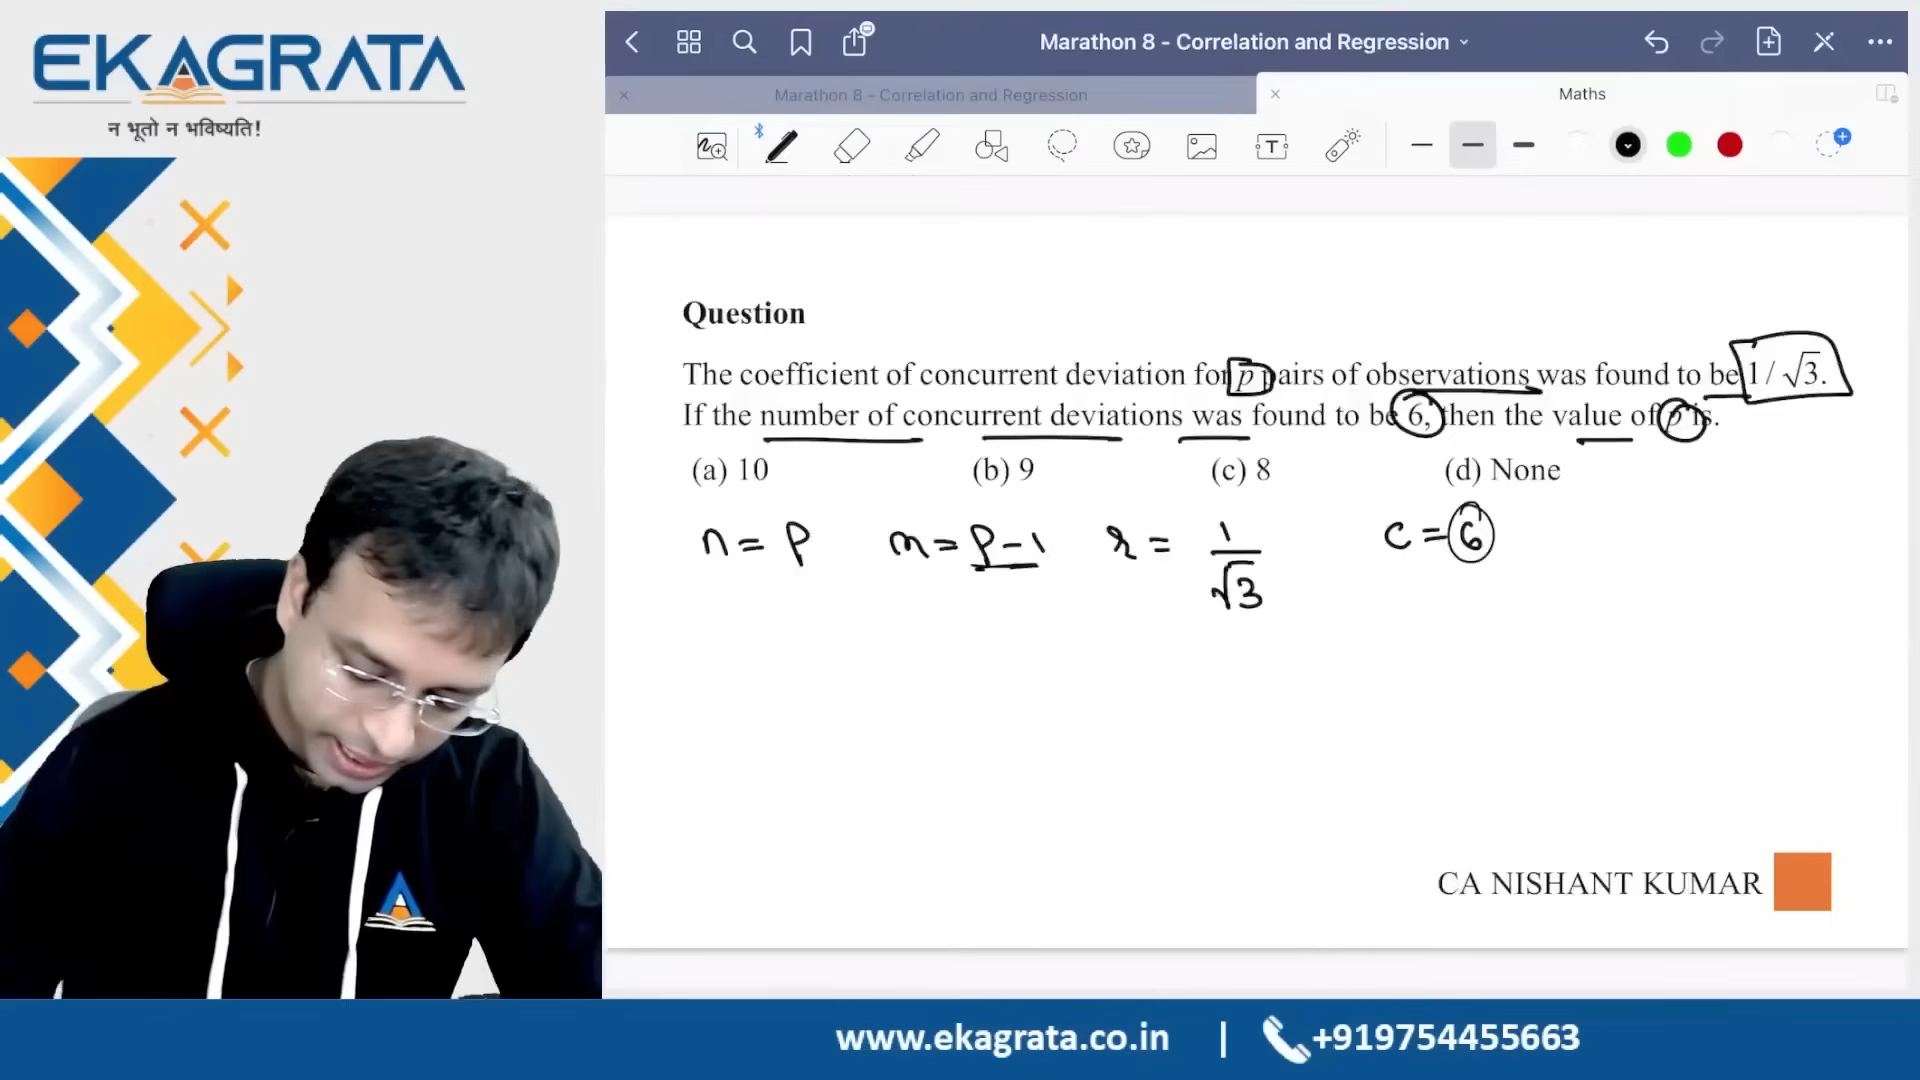 EKAGRATA
न भूतो न भविष्यति!
Marathon 8 - Correlation and Regression
Marathon 8 - Correlation and Regression
Maths
Question
The coefficient of concurrent deviation for p pairs of observations was found to be 1/√3.
If the number of concurrent deviations was found to be 6, then the value of p is.
(a) 10 (b) 9 (c) 8 (d) None
n = p m = p - 1 r = 1/√3 c = 6
CA NISHANT KUMAR
www.ekagrata.co.in | +919754455663